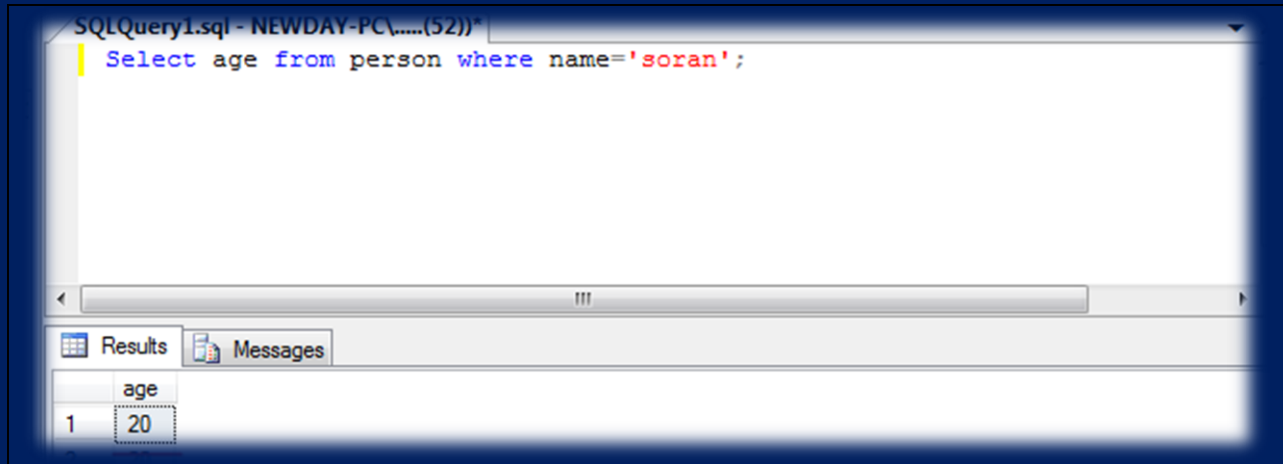 SQLQuery1.sql - NEWDAY-PC\.....(52))*
Select age from person where name='soran';
Results Messages
age
1 20